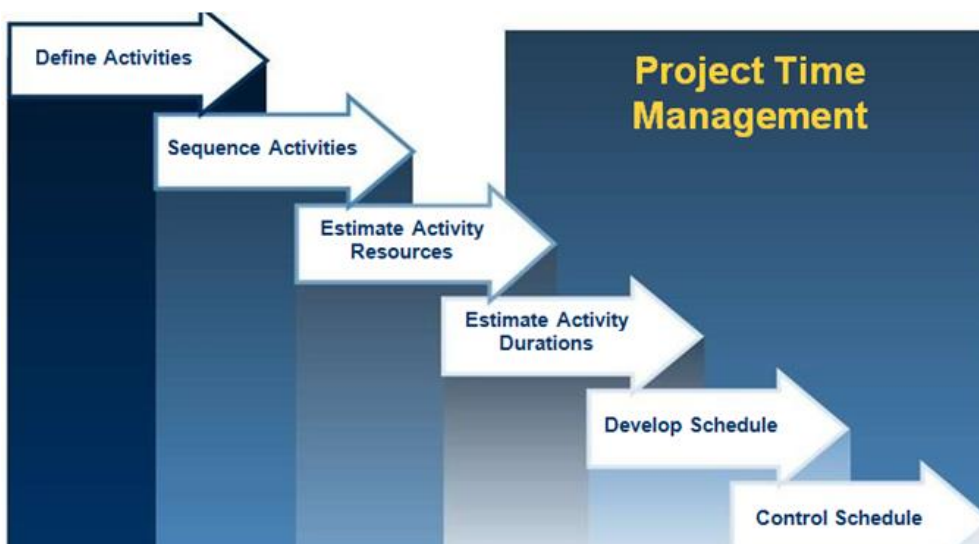 Define Activities
Project Time
Management
Sequence Activities
Estimate Activity
Resources
Estimate Activity
Durations
Develop Schedule
Control Schedule